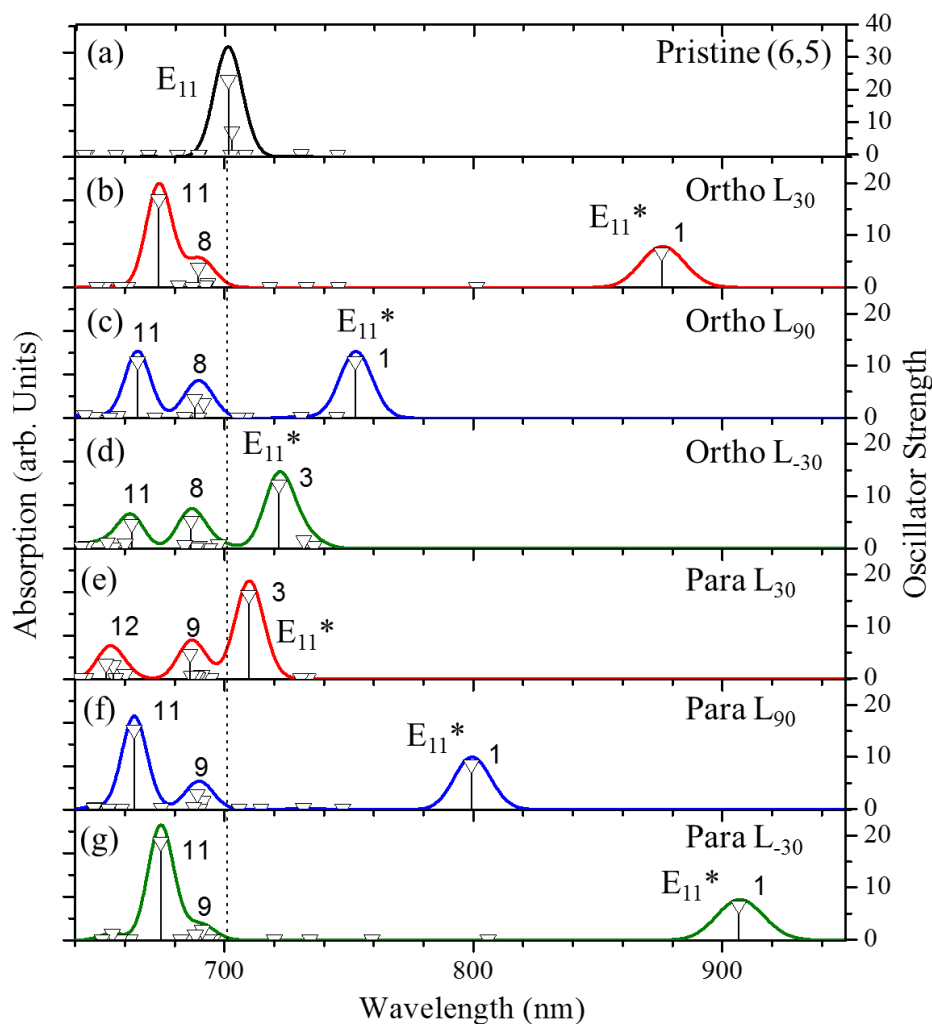 (a) E₁₁ Pristine (6,5) 40
30
20
10
0
(b) 11 8 E₁₁* 1 Ortho L₃₀ 20
10
0
(c) 11 8 E₁₁* 1 Ortho L₉₀ 20
10
0
(d) 11 8 E₁₁* 3 Ortho L₋₃₀ 20
10
0
(e) 12 9 3 E₁₁* Para L₃₀ 20
10
0
(f) 11 9 E₁₁* 1 Para L₉₀ 20
10
0
(g) 11 9 E₁₁* 1 Para L₋₃₀ 20
10
0
700 800 900
Wavelength (nm)
Absorption (arb. Units)
Oscillator Strength